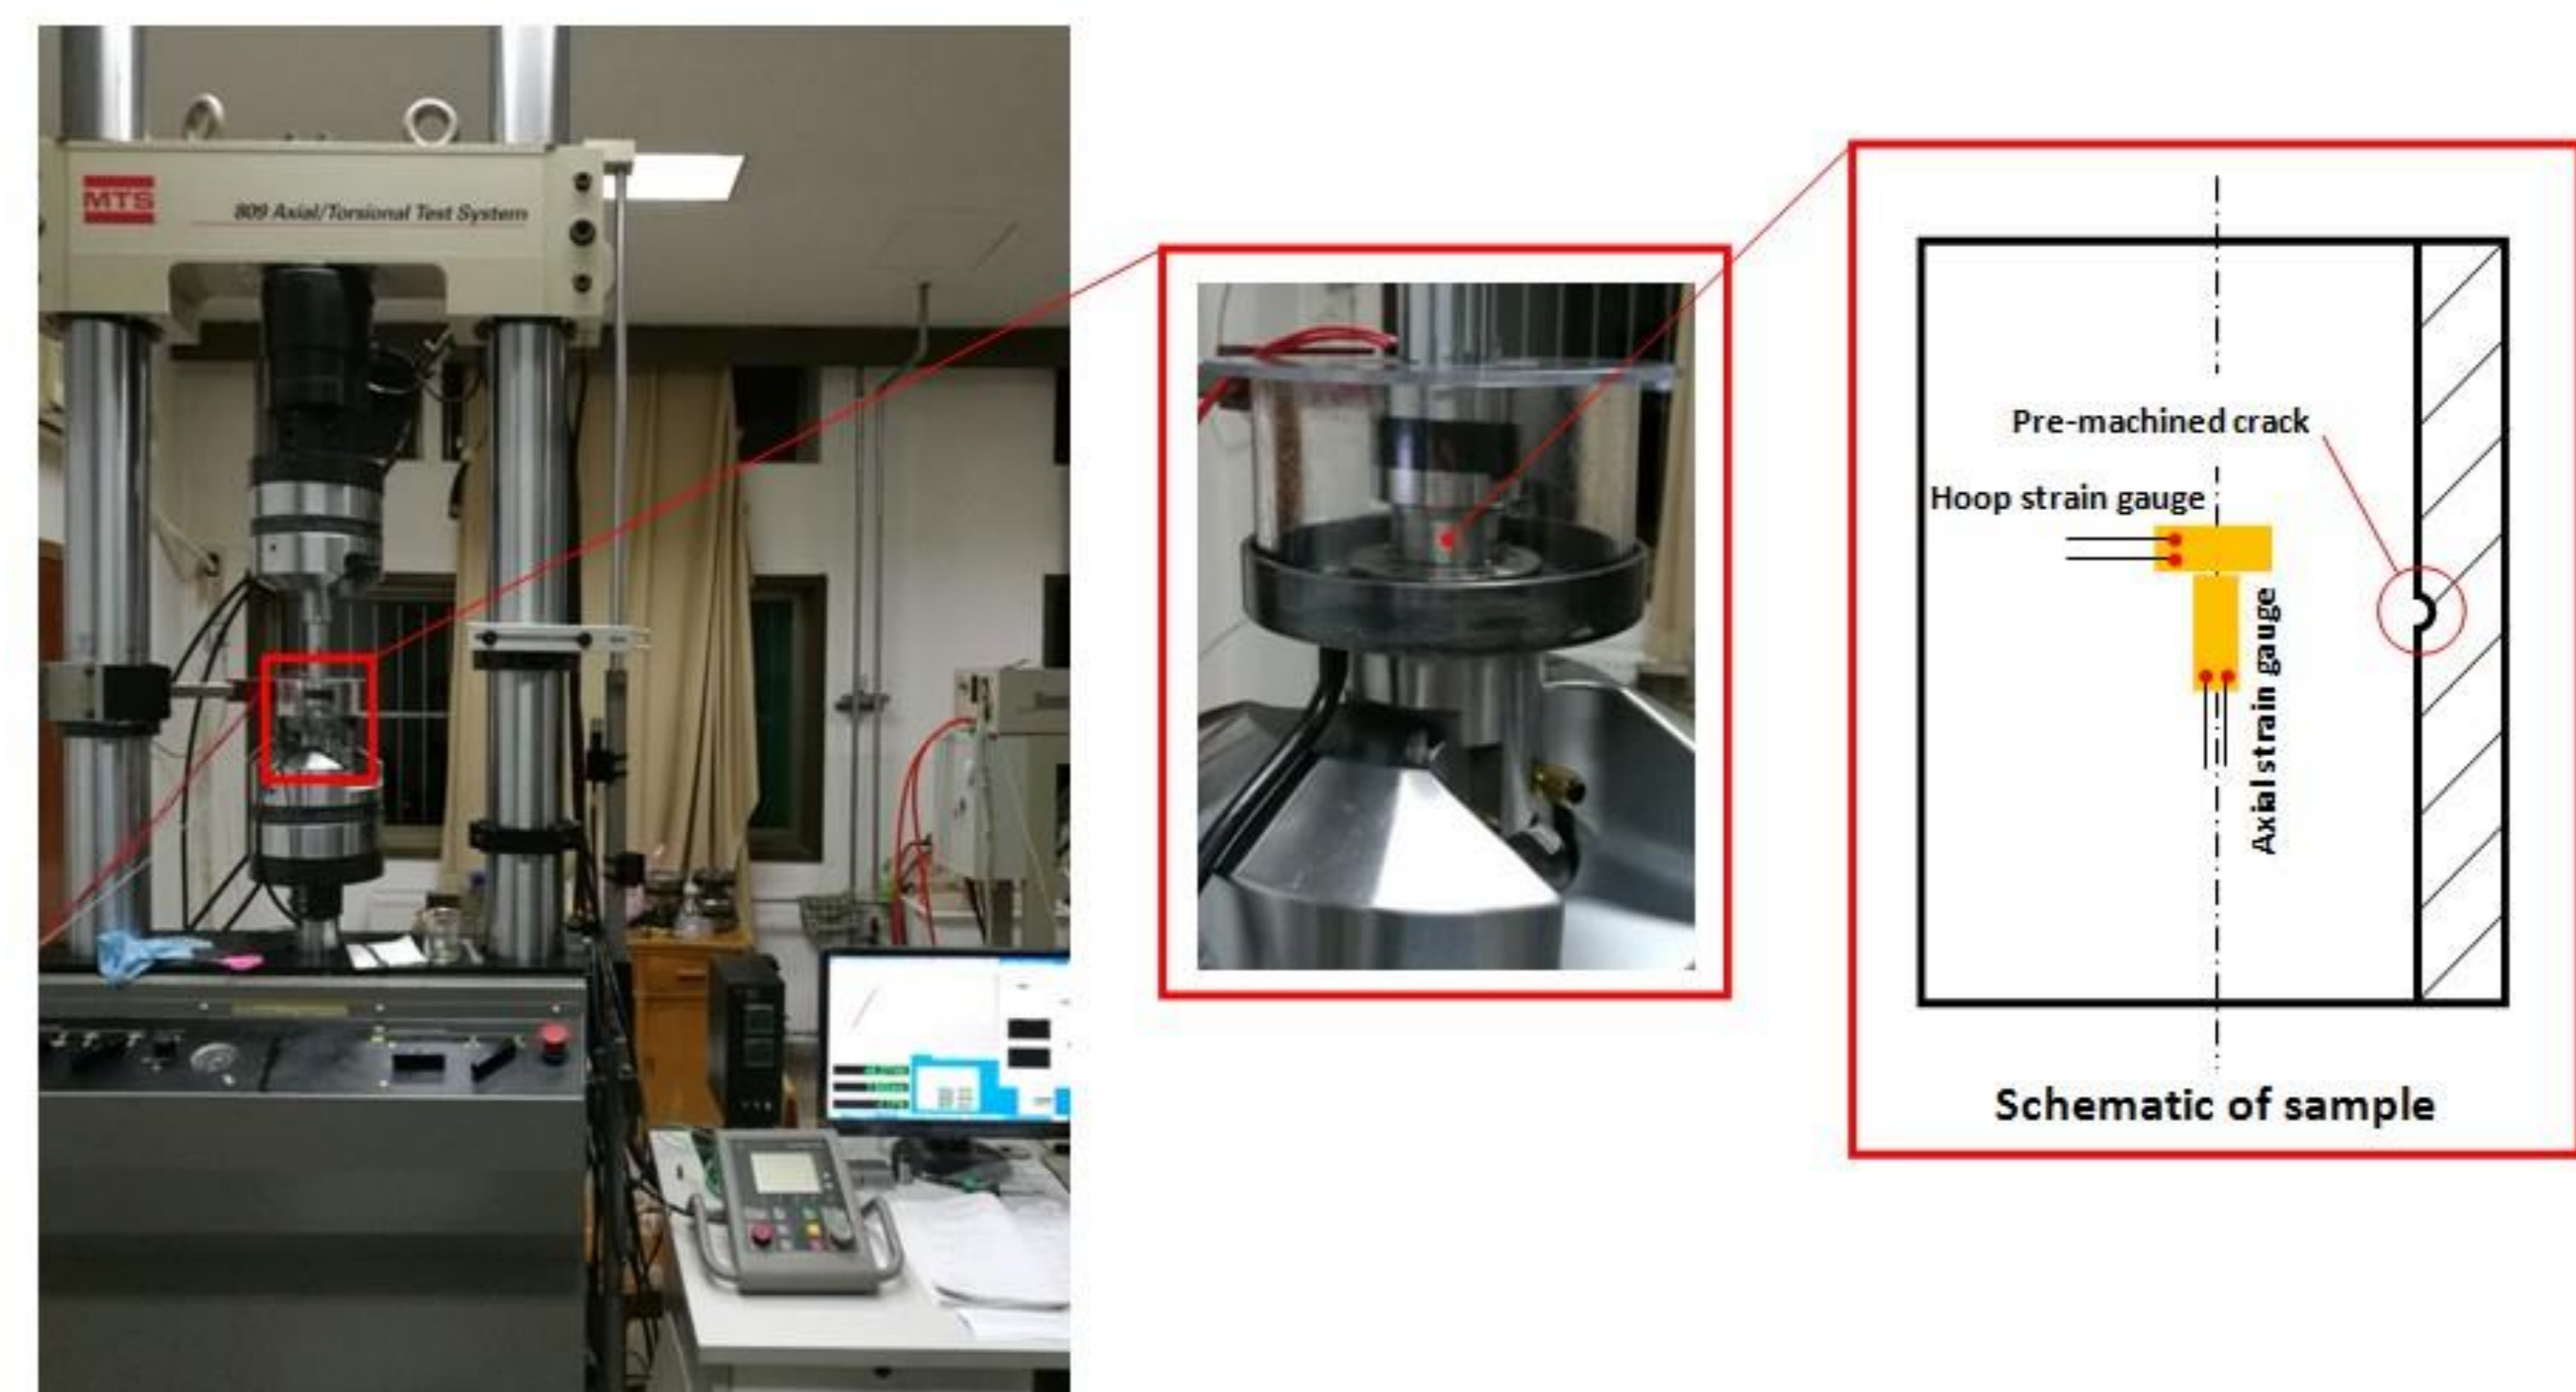 MTS
809 Axial/Torsional Test System
Pre-machined crack
Hoop strain gauge
Axial strain gauge
Schematic of sample